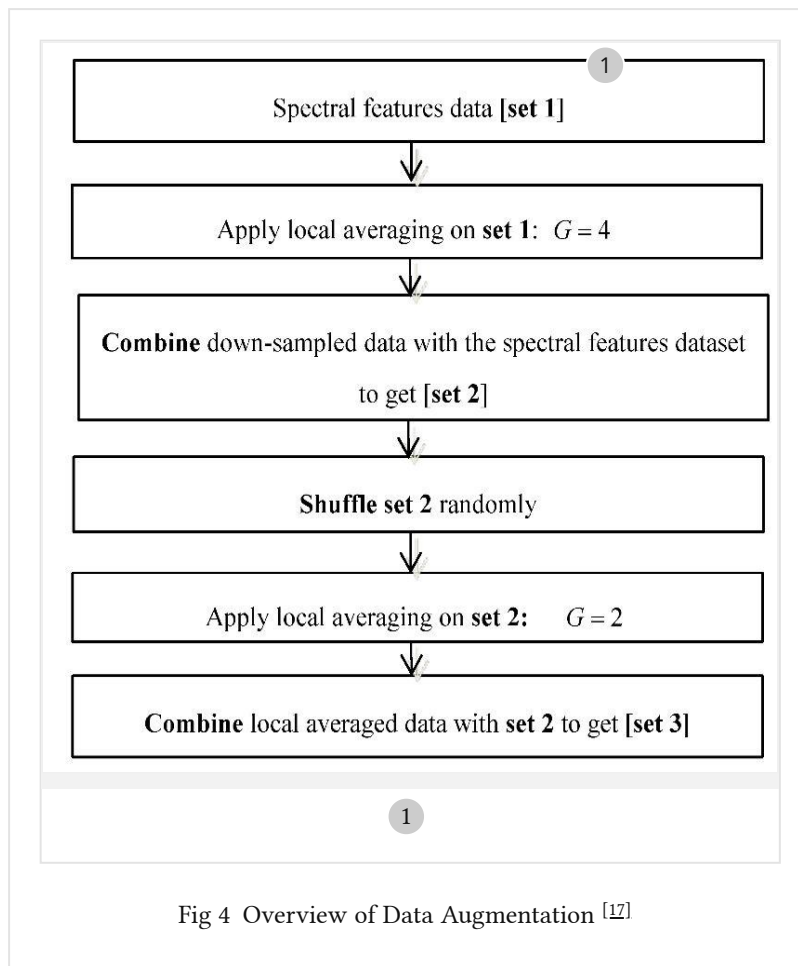 1
Spectral features data [set 1]
Apply local averaging on set 1: G = 4
Combine down-sampled data with the spectral features dataset
to get [set 2]
Shuffle set 2 randomly
Apply local averaging on set 2: G = 2
Combine local averaged data with set 2 to get [set 3]
1
Fig 4 Overview of Data Augmentation [17]